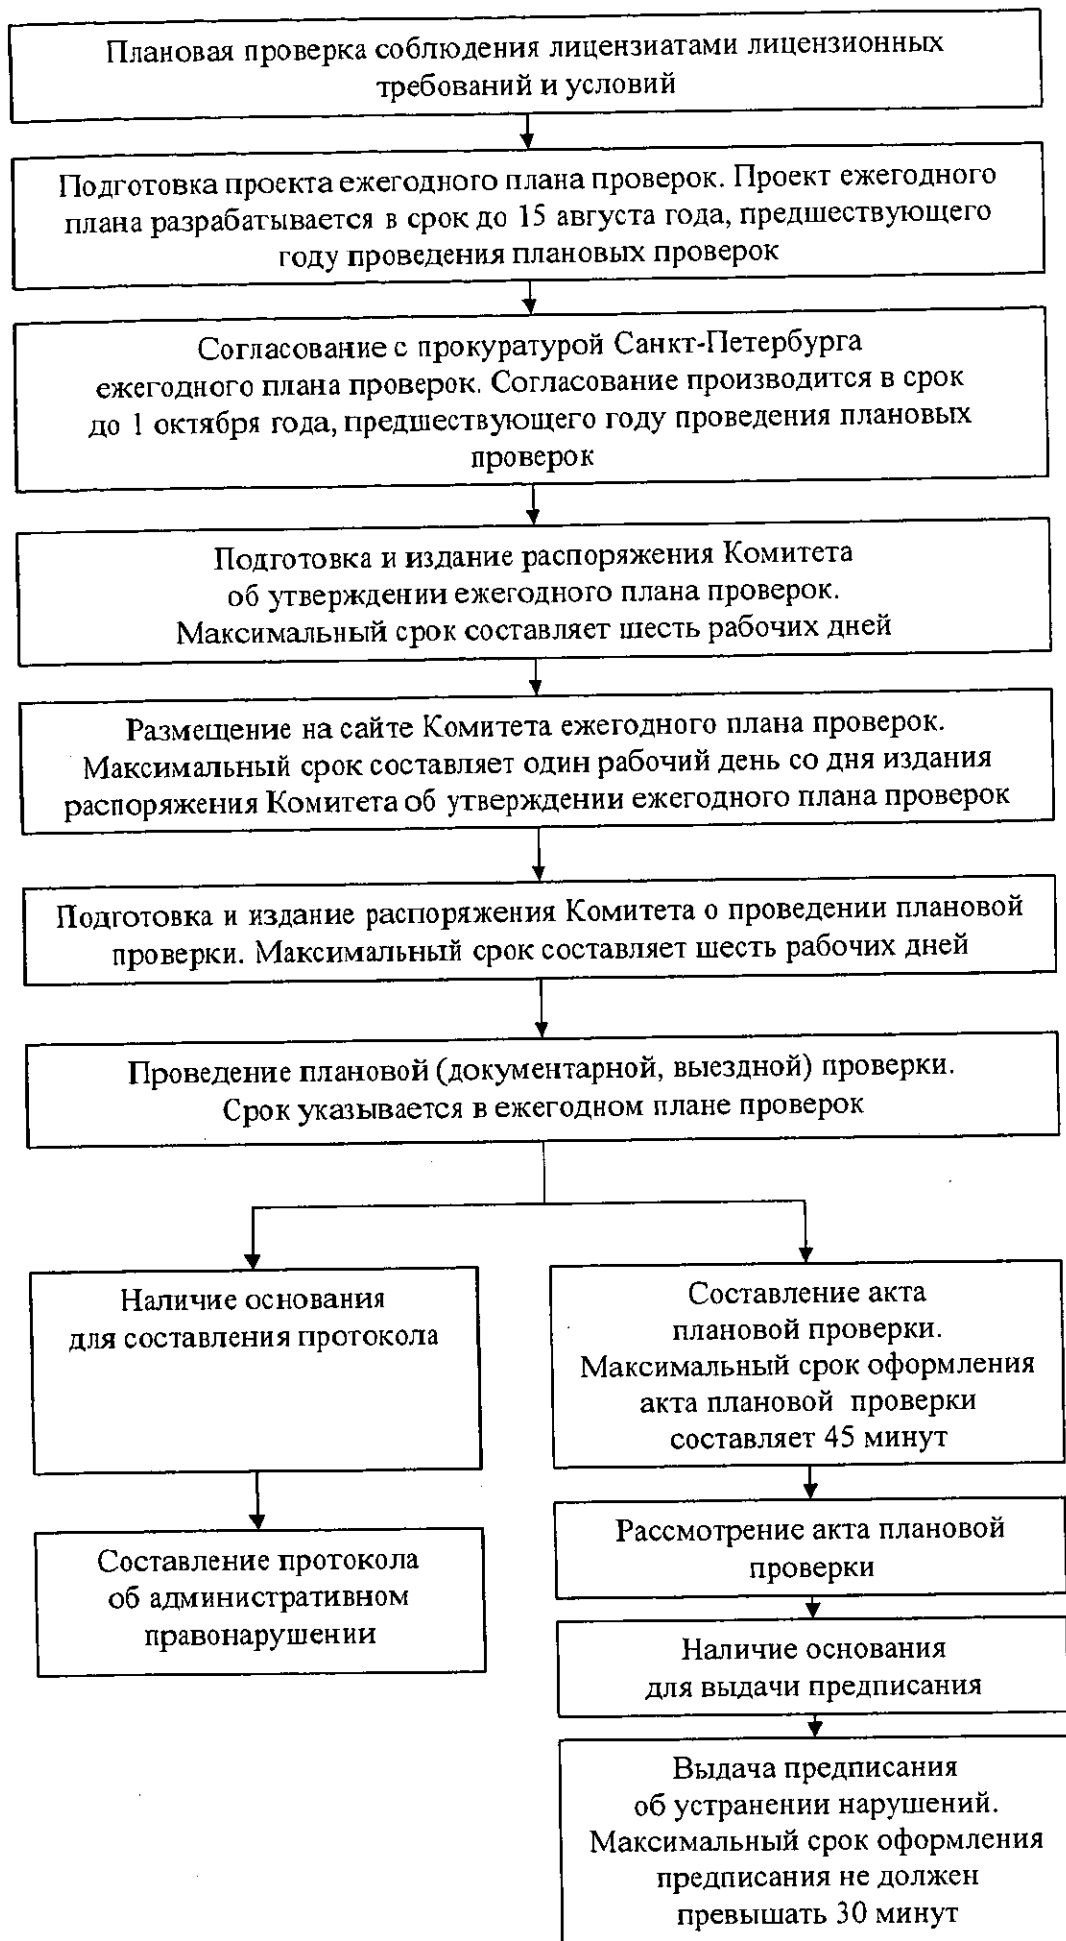 Плановая проверка соблюдения лицензиатами лицензионных
требований и условий
Подготовка проекта ежегодного плана проверок. Проект ежегодного
плана разрабатывается в срок до 15 августа года, предшествующего
году проведения плановых проверок
Согласование с прокуратурой Санкт-Петербурга
ежегодного плана проверок. Согласование производится в срок
до 1 октября года, предшествующего году проведения плановых
проверок
Подготовка и издание распоряжения Комитета
об утверждении ежегодного плана проверок.
Максимальный срок составляет шесть рабочих дней
Размещение на сайте Комитета ежегодного плана проверок.
Максимальный срок составляет один рабочий день со дня издания
распоряжения Комитета об утверждении ежегодного плана проверок
Подготовка и издание распоряжения Комитета о проведении плановой
проверки. Максимальный срок составляет шесть рабочих дней
Проведение плановой (документарной, выездной) проверки.
Срок указывается в ежегодном плане проверок
Наличие основания
для составления протокола
Составление протокола
об административном
правонарушении
Составление акта
плановой проверки.
Максимальный срок оформления
акта плановой проверки
составляет 45 минут
Рассмотрение акта плановой
проверки
Наличие основания
для выдачи предписания
Выдача предписания
об устранении нарушений.
Максимальный срок оформления
предписания не должен
превышать 30 минут